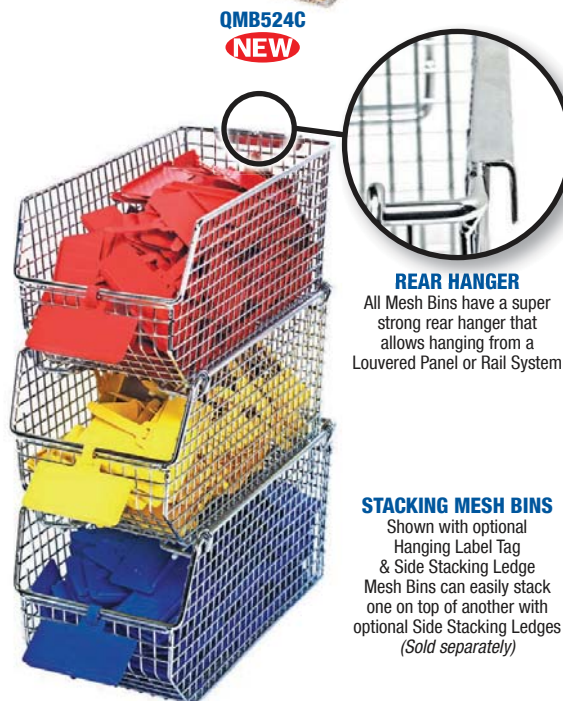 QMB524C
NEW
REAR HANGER
All Mesh Bins have a super
strong rear hanger that
allows hanging from a
Louvered Panel or Rail System
STACKING MESH BINS
Shown with optional
Hanging Label Tag
& Side Stacking Ledge
Mesh Bins can easily stack
one on top of another with
optional Side Stacking Ledges
(Sold separately)